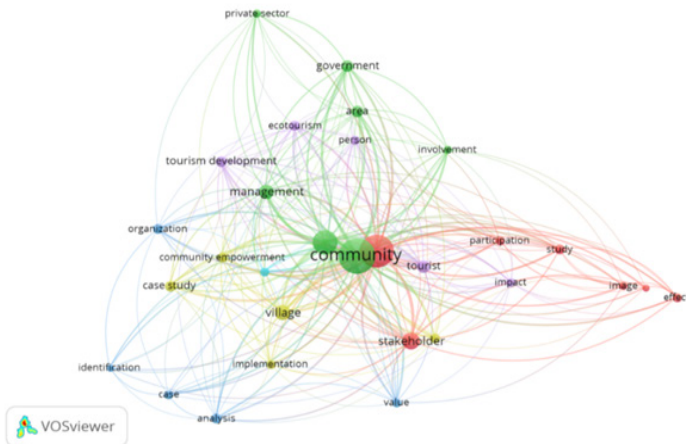 private sector
government
area
ecotourism
person
involvement
tourism development
management
organization
participation
study
community
community empowerment
tourist
impact
case study
image
effec
village
stakeholder
implementation
identification
case
value
analysis
VOSviewer